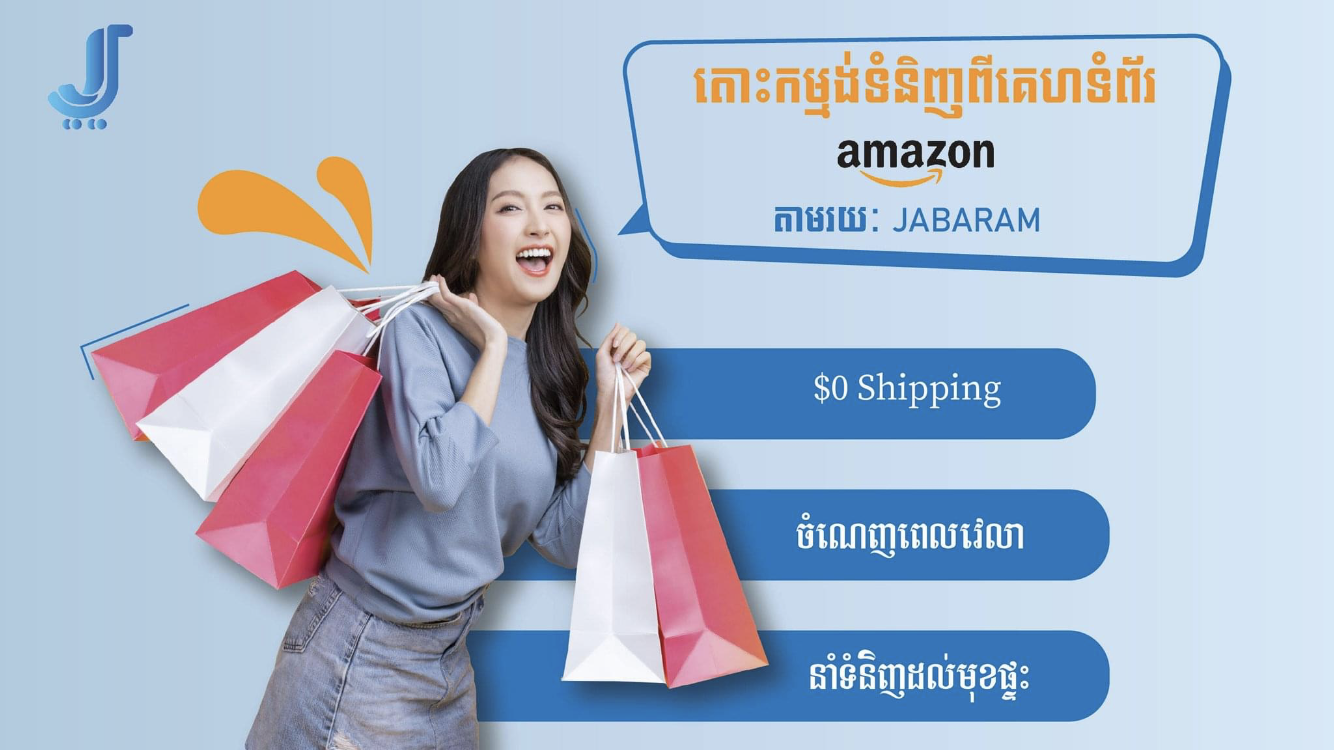 តោះកម្មង់ទំនិញពីគេហទំព័រ
amazon
តាមរយៈ JABARAM
$0 Shipping
ចំណេញពេលវេលា
នាំទំនិញដល់មុខផ្ទះ